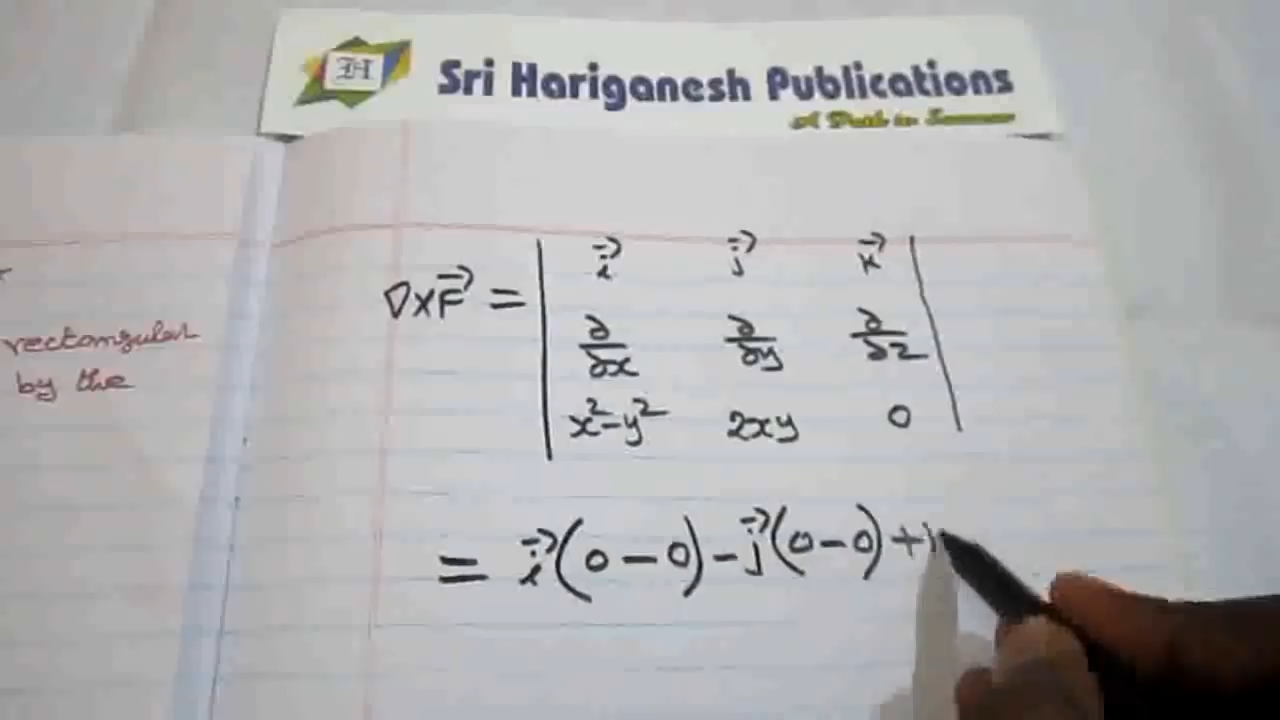 Sri Hariganesh Publications
rectangular
by the
∇×F⃗ = | i⃗ j⃗ k⃗ |
∂/∂x ∂/∂y ∂/∂z
x²-y² 2xy 0
= i⃗(0-0)-j⃗(0-0)+